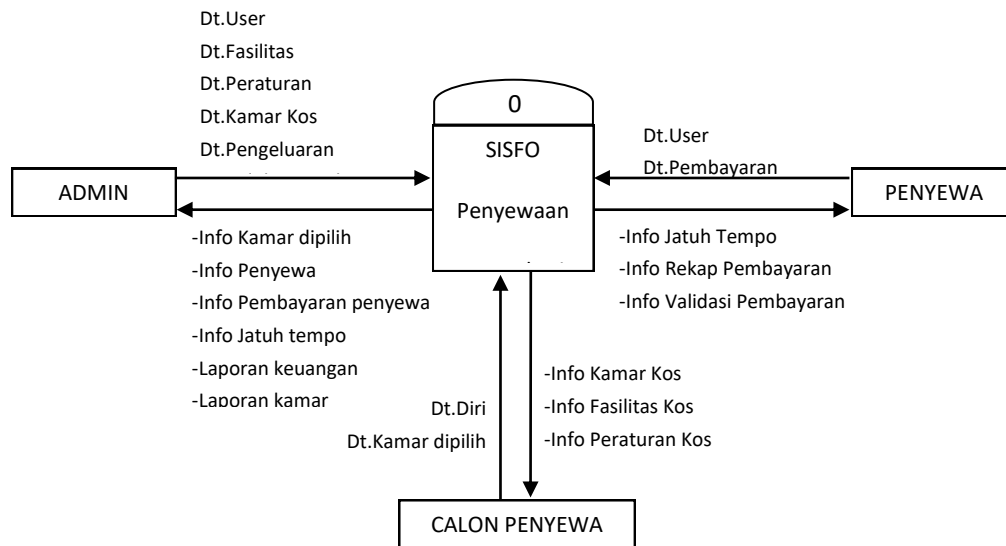 Dt.User
Dt.Fasilitas
Dt.Peraturan
Dt.Kamar Kos
Dt.Pengeluaran
ADMIN
-Info Kamar dipilih
-Info Penyewa
-Info Pembayaran penyewa
-Info Jatuh tempo
-Laporan keuangan
-Laporan kamar
0
SISFO
Penyewaan
Dt.User
Dt.Pembayaran
PENYEWA
-Info Jatuh Tempo
-Info Rekap Pembayaran
-Info Validasi Pembayaran
Dt.Diri
Dt.Kamar dipilih
-Info Kamar Kos
-Info Fasilitas Kos
-Info Peraturan Kos
CALON PENYEWA